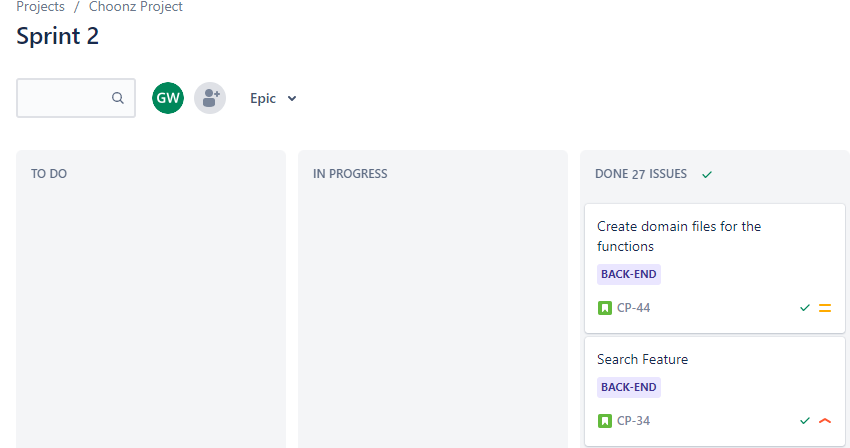 Projects / Choonz Project
Sprint 2
GW
Epic
TO DO
IN PROGRESS
DONE 27 ISSUES
Create domain files for the
functions
BACK-END
CP-44
Search Feature
BACK-END
CP-34